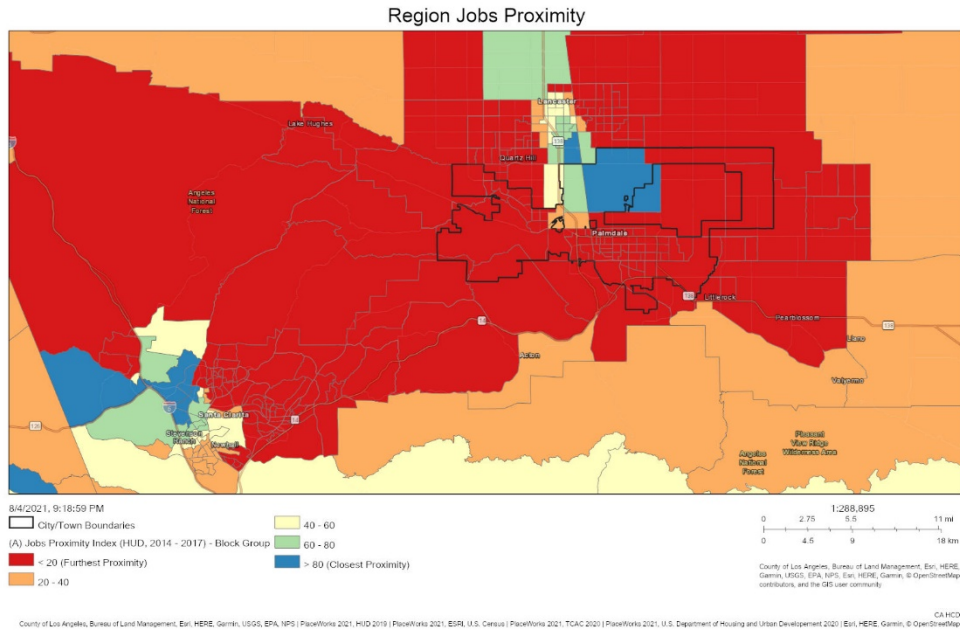 Region Jobs Proximity
Lancaster
Lake Hughes
138
Quartz Hill
Angeles
National
Forest
Palmdale
138
Littlerock
Pearblossom
138
14
Llano
Acton
Valyermo
Santa Clarita
14
126
Stevenson
Ranch
Newhall
Pleasant
View Ridge
Wilderness Area
Angeles
National
Forest
8/4/2021, 9:18:59 PM
City/Town Boundaries
(A) Jobs Proximity Index (HUD, 2014 - 2017) - Block Group
< 20 (Furthest Proximity)
20 - 40
40 - 60
60 - 80
> 80 (Closest Proximity)
1:288,895
0 2.75 5.5 11 mi
0 4.5 9 18 km
County of Los Angeles, Bureau of Land Management, Esri, HERE,
Garmin, USGS, EPA, NPS, Esri, HERE, Garmin, © OpenStreetMap
contributors, and the GIS user community
CA HCD
County of Los Angeles, Bureau of Land Management, Esri, HERE, Garmin, USGS, EPA, NPS | PlaceWorks 2021, HUD 2019 | PlaceWorks 2021, ESRI, U.S. Census | PlaceWorks 2021, TCAC 2020 | PlaceWorks 2021, U.S. Department of Housing and Urban Development 2020 | Esri, HERE, Garmin, © OpenStreetMap